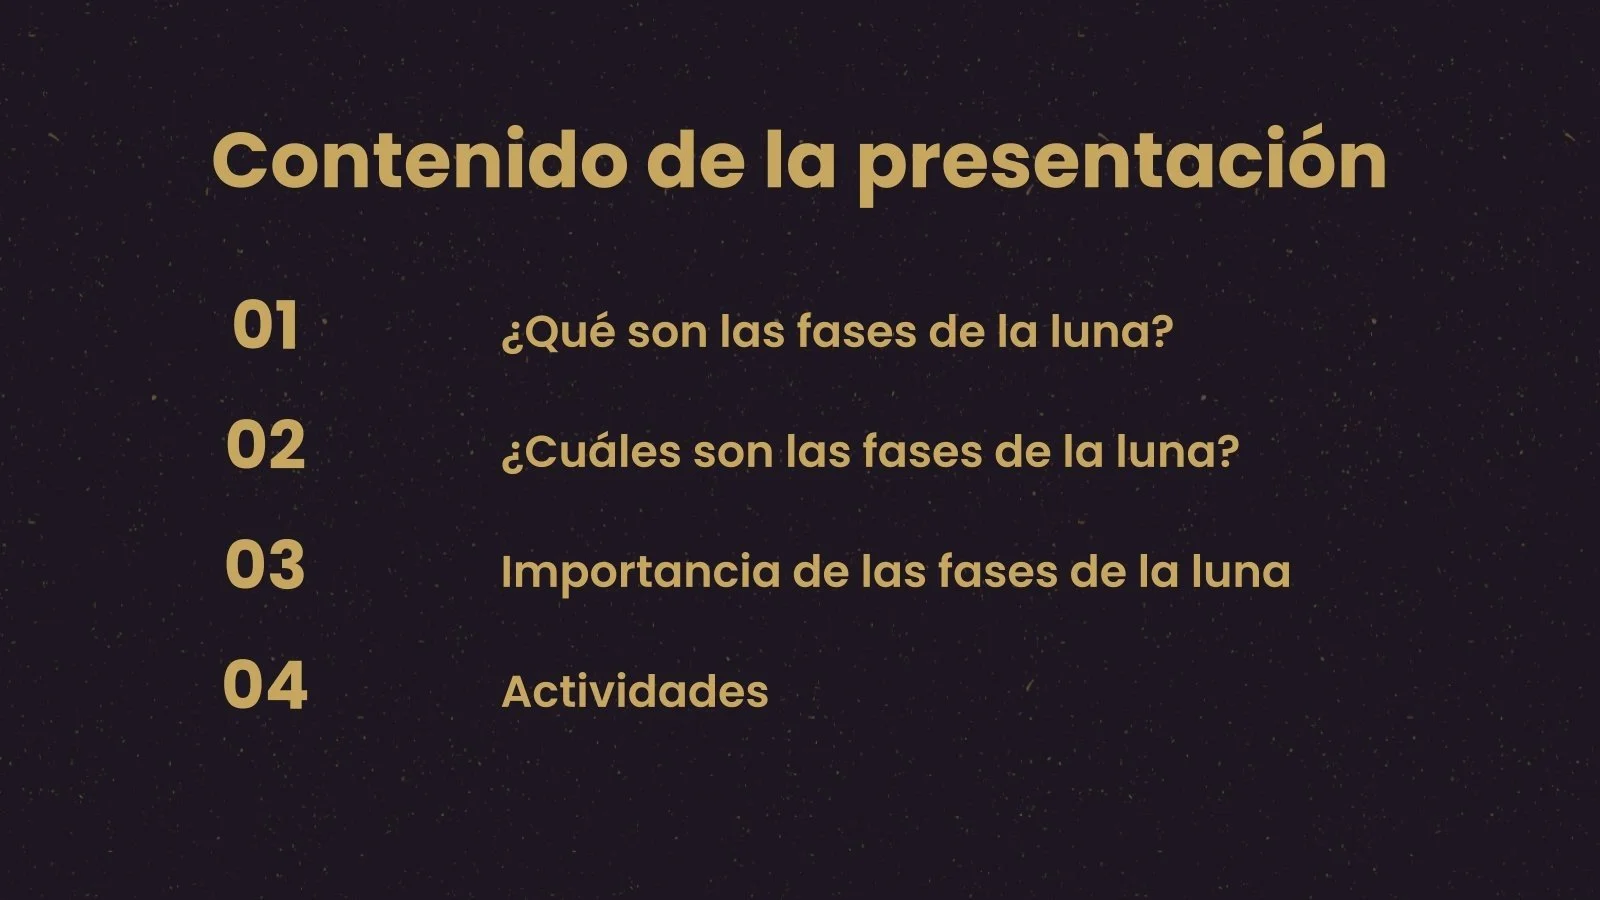 Contenido de la presentación
01 ¿Qué son las fases de la luna?
02 ¿Cuáles son las fases de la luna?
03 Importancia de las fases de la luna
04 Actividades